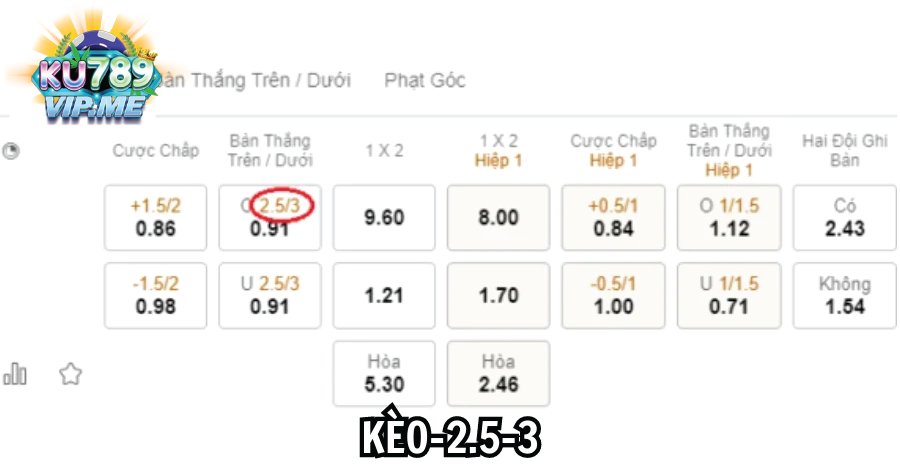 KU789
VIP.ME
Bàn Thắng Trên / Dưới
Phạt Góc
Cược Chấp
Bàn Thắng
Trên / Dưới
1 X 2
1 X 2
Hiệp 1
Cược Chấp
Hiệp 1
Bàn Thắng
Trên / Dưới
Hiệp 1
Hai Đội Ghi
Bàn
+1.5/2
0.86
O 2.5/3
0.91
9.60
8.00
+0.5/1
0.84
O 1/1.5
1.12
Có
2.43
-1.5/2
0.98
U 2.5/3
0.91
1.21
1.70
-0.5/1
1.00
U 1/1.5
0.71
Không
1.54
Hòa
5.30
Hòa
2.46
KÈO-2.5-3